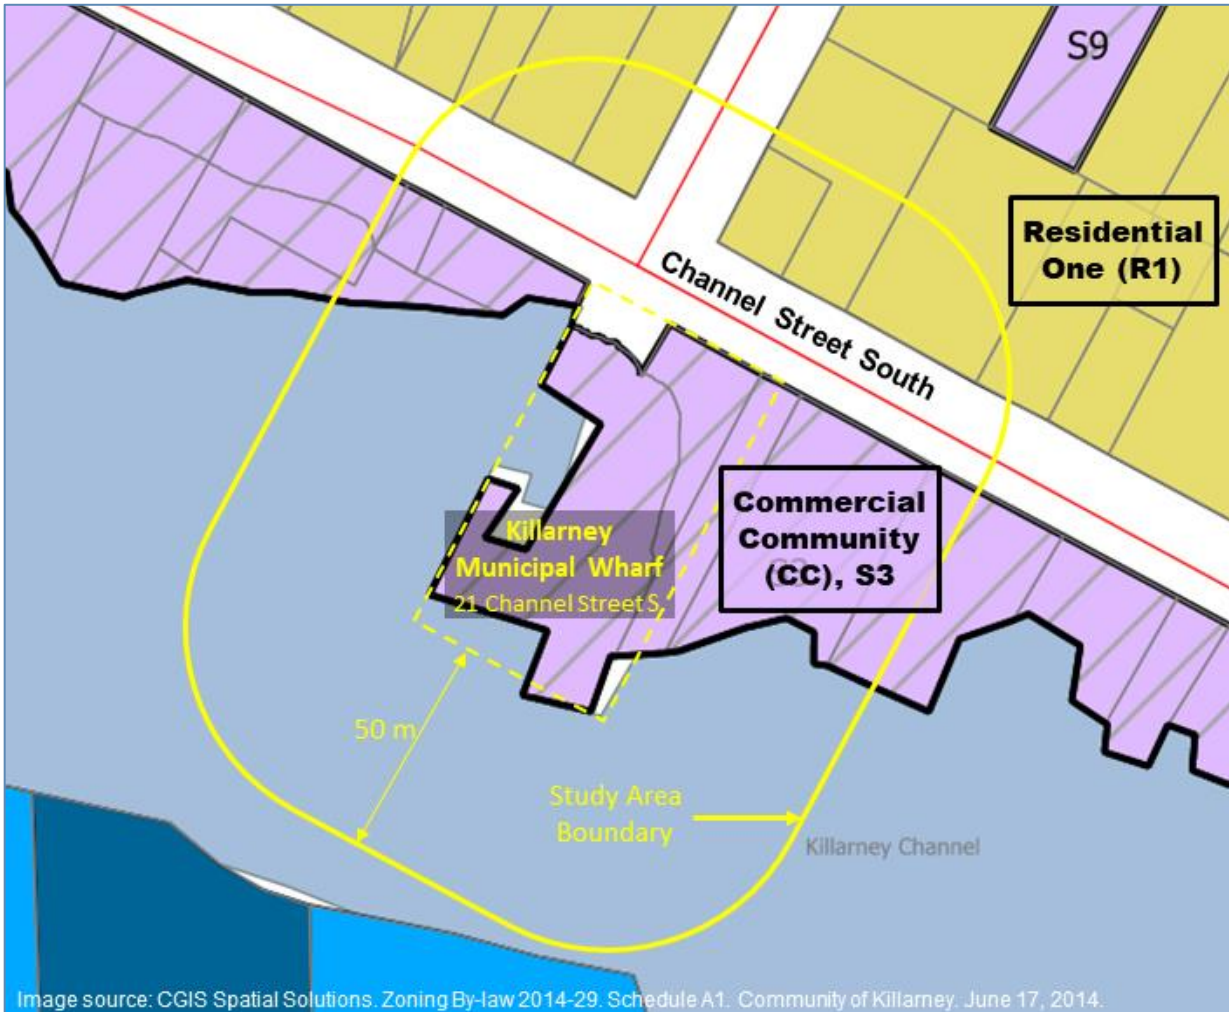 S9
Residential
One (R1)
Channel Street South
Commercial
Community
(CC), S3
Killarney
Municipal Wharf
21 Channel Street S.
50 m
Study Area
Boundary
Killarney Channel
Image source: CGIS Spatial Solutions. Zoning By-law 2014-29. Schedule A1. Community of Killarney. June 17, 2014.